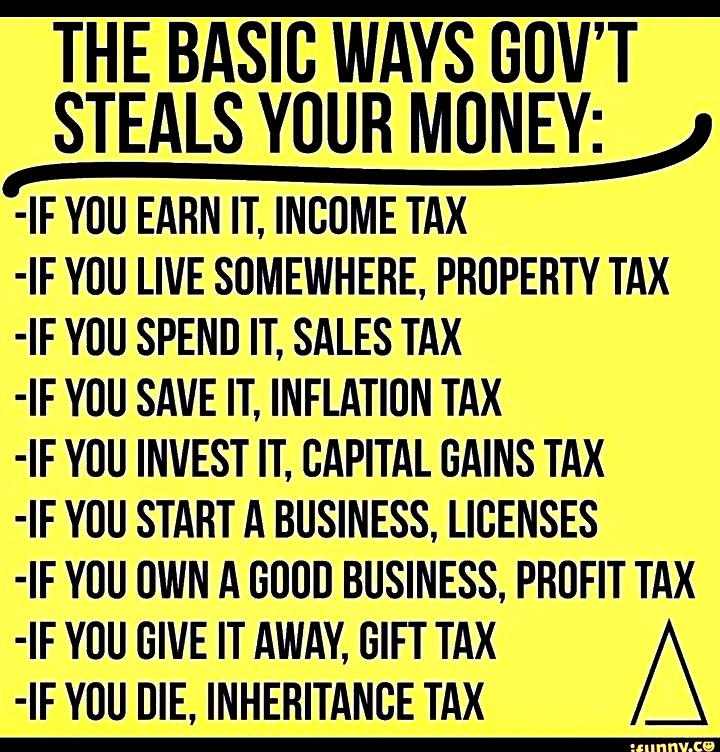 THE BASIC WAYS GOV'T
STEALS YOUR MONEY:
-IF YOU EARN IT, INCOME TAX
-IF YOU LIVE SOMEWHERE, PROPERTY TAX
-IF YOU SPEND IT, SALES TAX
-IF YOU SAVE IT, INFLATION TAX
-IF YOU INVEST IT, CAPITAL GAINS TAX
-IF YOU START A BUSINESS, LICENSES
-IF YOU OWN A GOOD BUSINESS, PROFIT TAX
-IF YOU GIVE IT AWAY, GIFT TAX
-IF YOU DIE, INHERITANCE TAX
ifunny.co